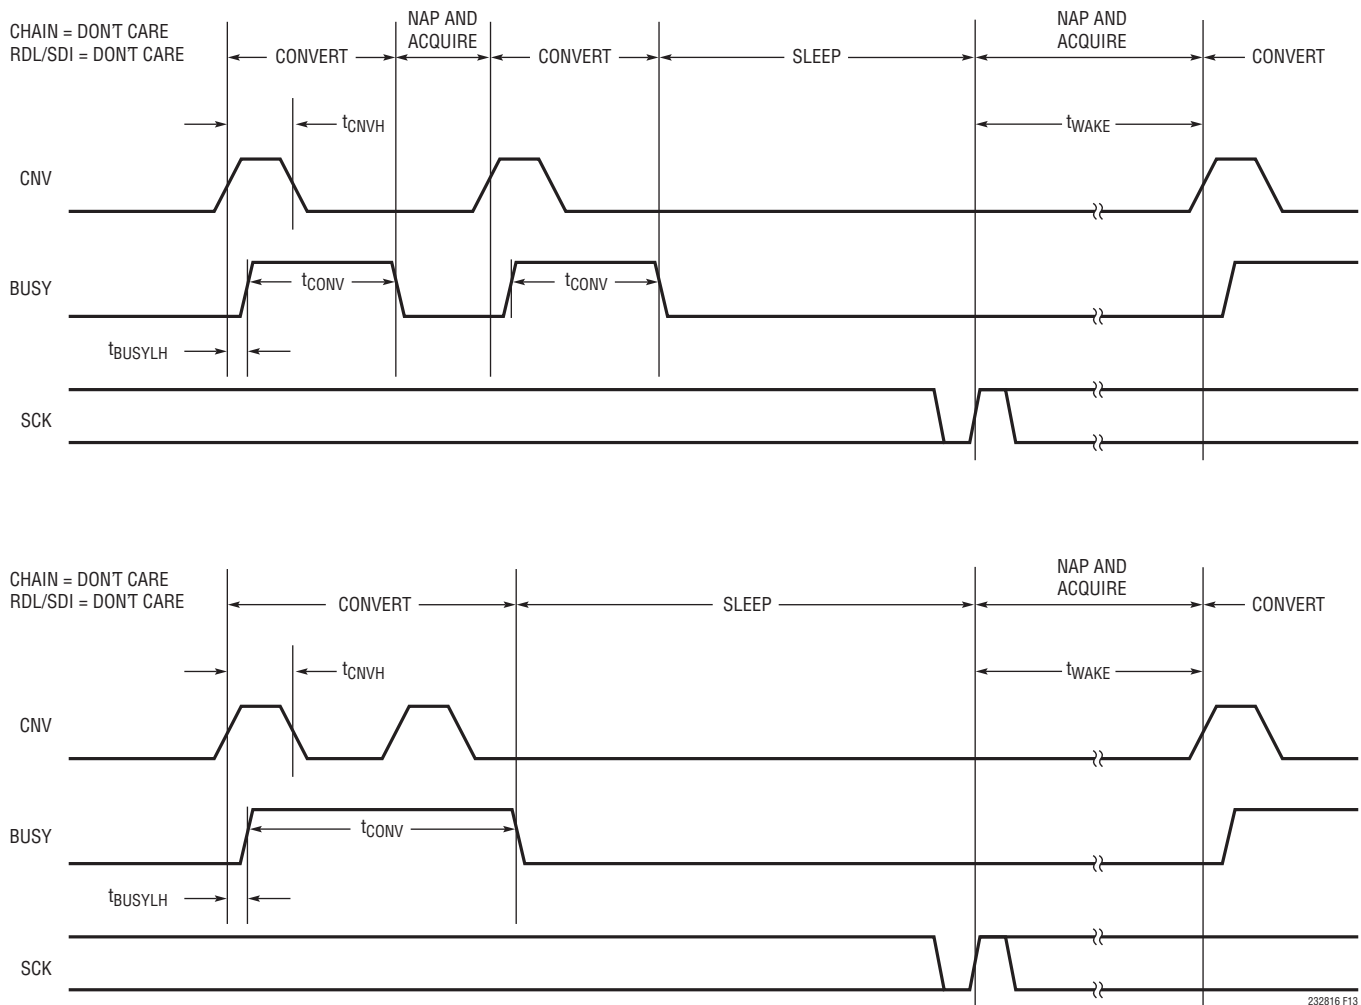 CHAIN = DON'T CARE
RDL/SDI = DON'T CARE
NAP AND
ACQUIRE
NAP AND
ACQUIRE
CONVERT
CONVERT
SLEEP
CONVERT
tCNVH
tWAKE
CNV
BUSY
tCONV
tCONV
tBUSYLH
SCK
CHAIN = DON'T CARE
RDL/SDI = DON'T CARE
NAP AND
ACQUIRE
CONVERT
SLEEP
CONVERT
tCNVH
tWAKE
CNV
BUSY
tCONV
tBUSYLH
SCK
232816 F13